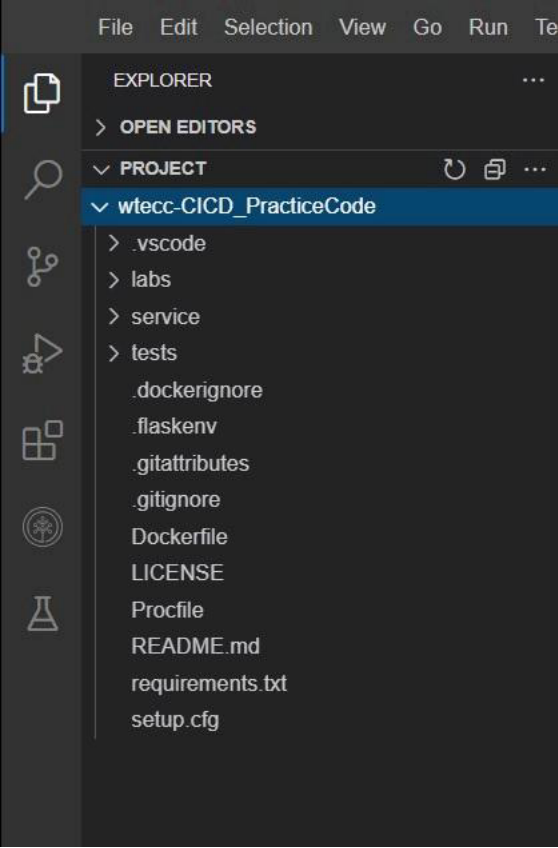 File Edit Selection View Go Run Te
EXPLORER
OPEN EDITORS
PROJECT
wtecc-CICD_PracticeCode
.vscode
labs
service
tests
.dockerignore
.flaskenv
.gitattributes
.gitignore
Dockerfile
LICENSE
Procfile
README.md
requirements.txt
setup.cfg